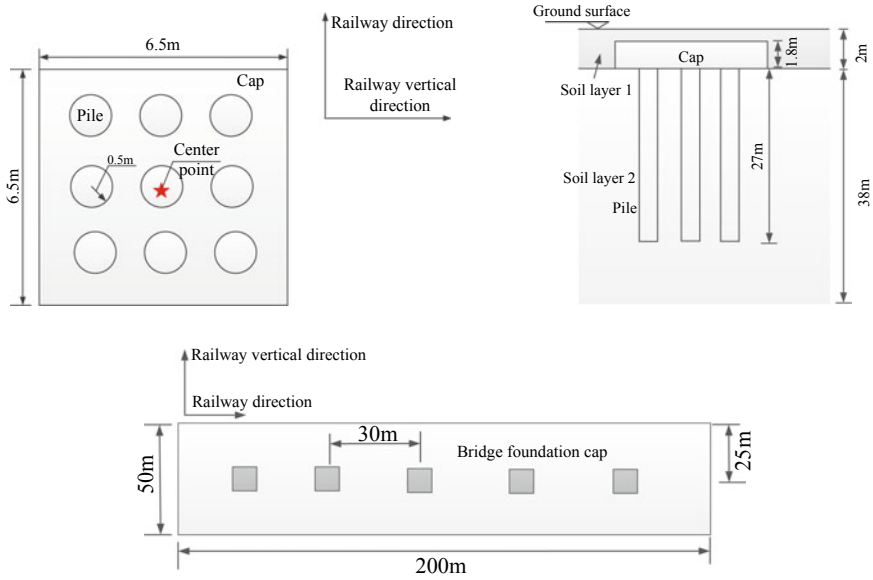 6.5m
Cap
Pile
0.5m
Center
point
6.5m
Railway direction
Railway vertical
direction
Ground surface
Cap
1.8m
2m
Soil layer 1
Soil layer 2
Pile
27m
38m
Railway vertical direction
Railway direction
30m
Bridge foundation cap
50m
25m
200m